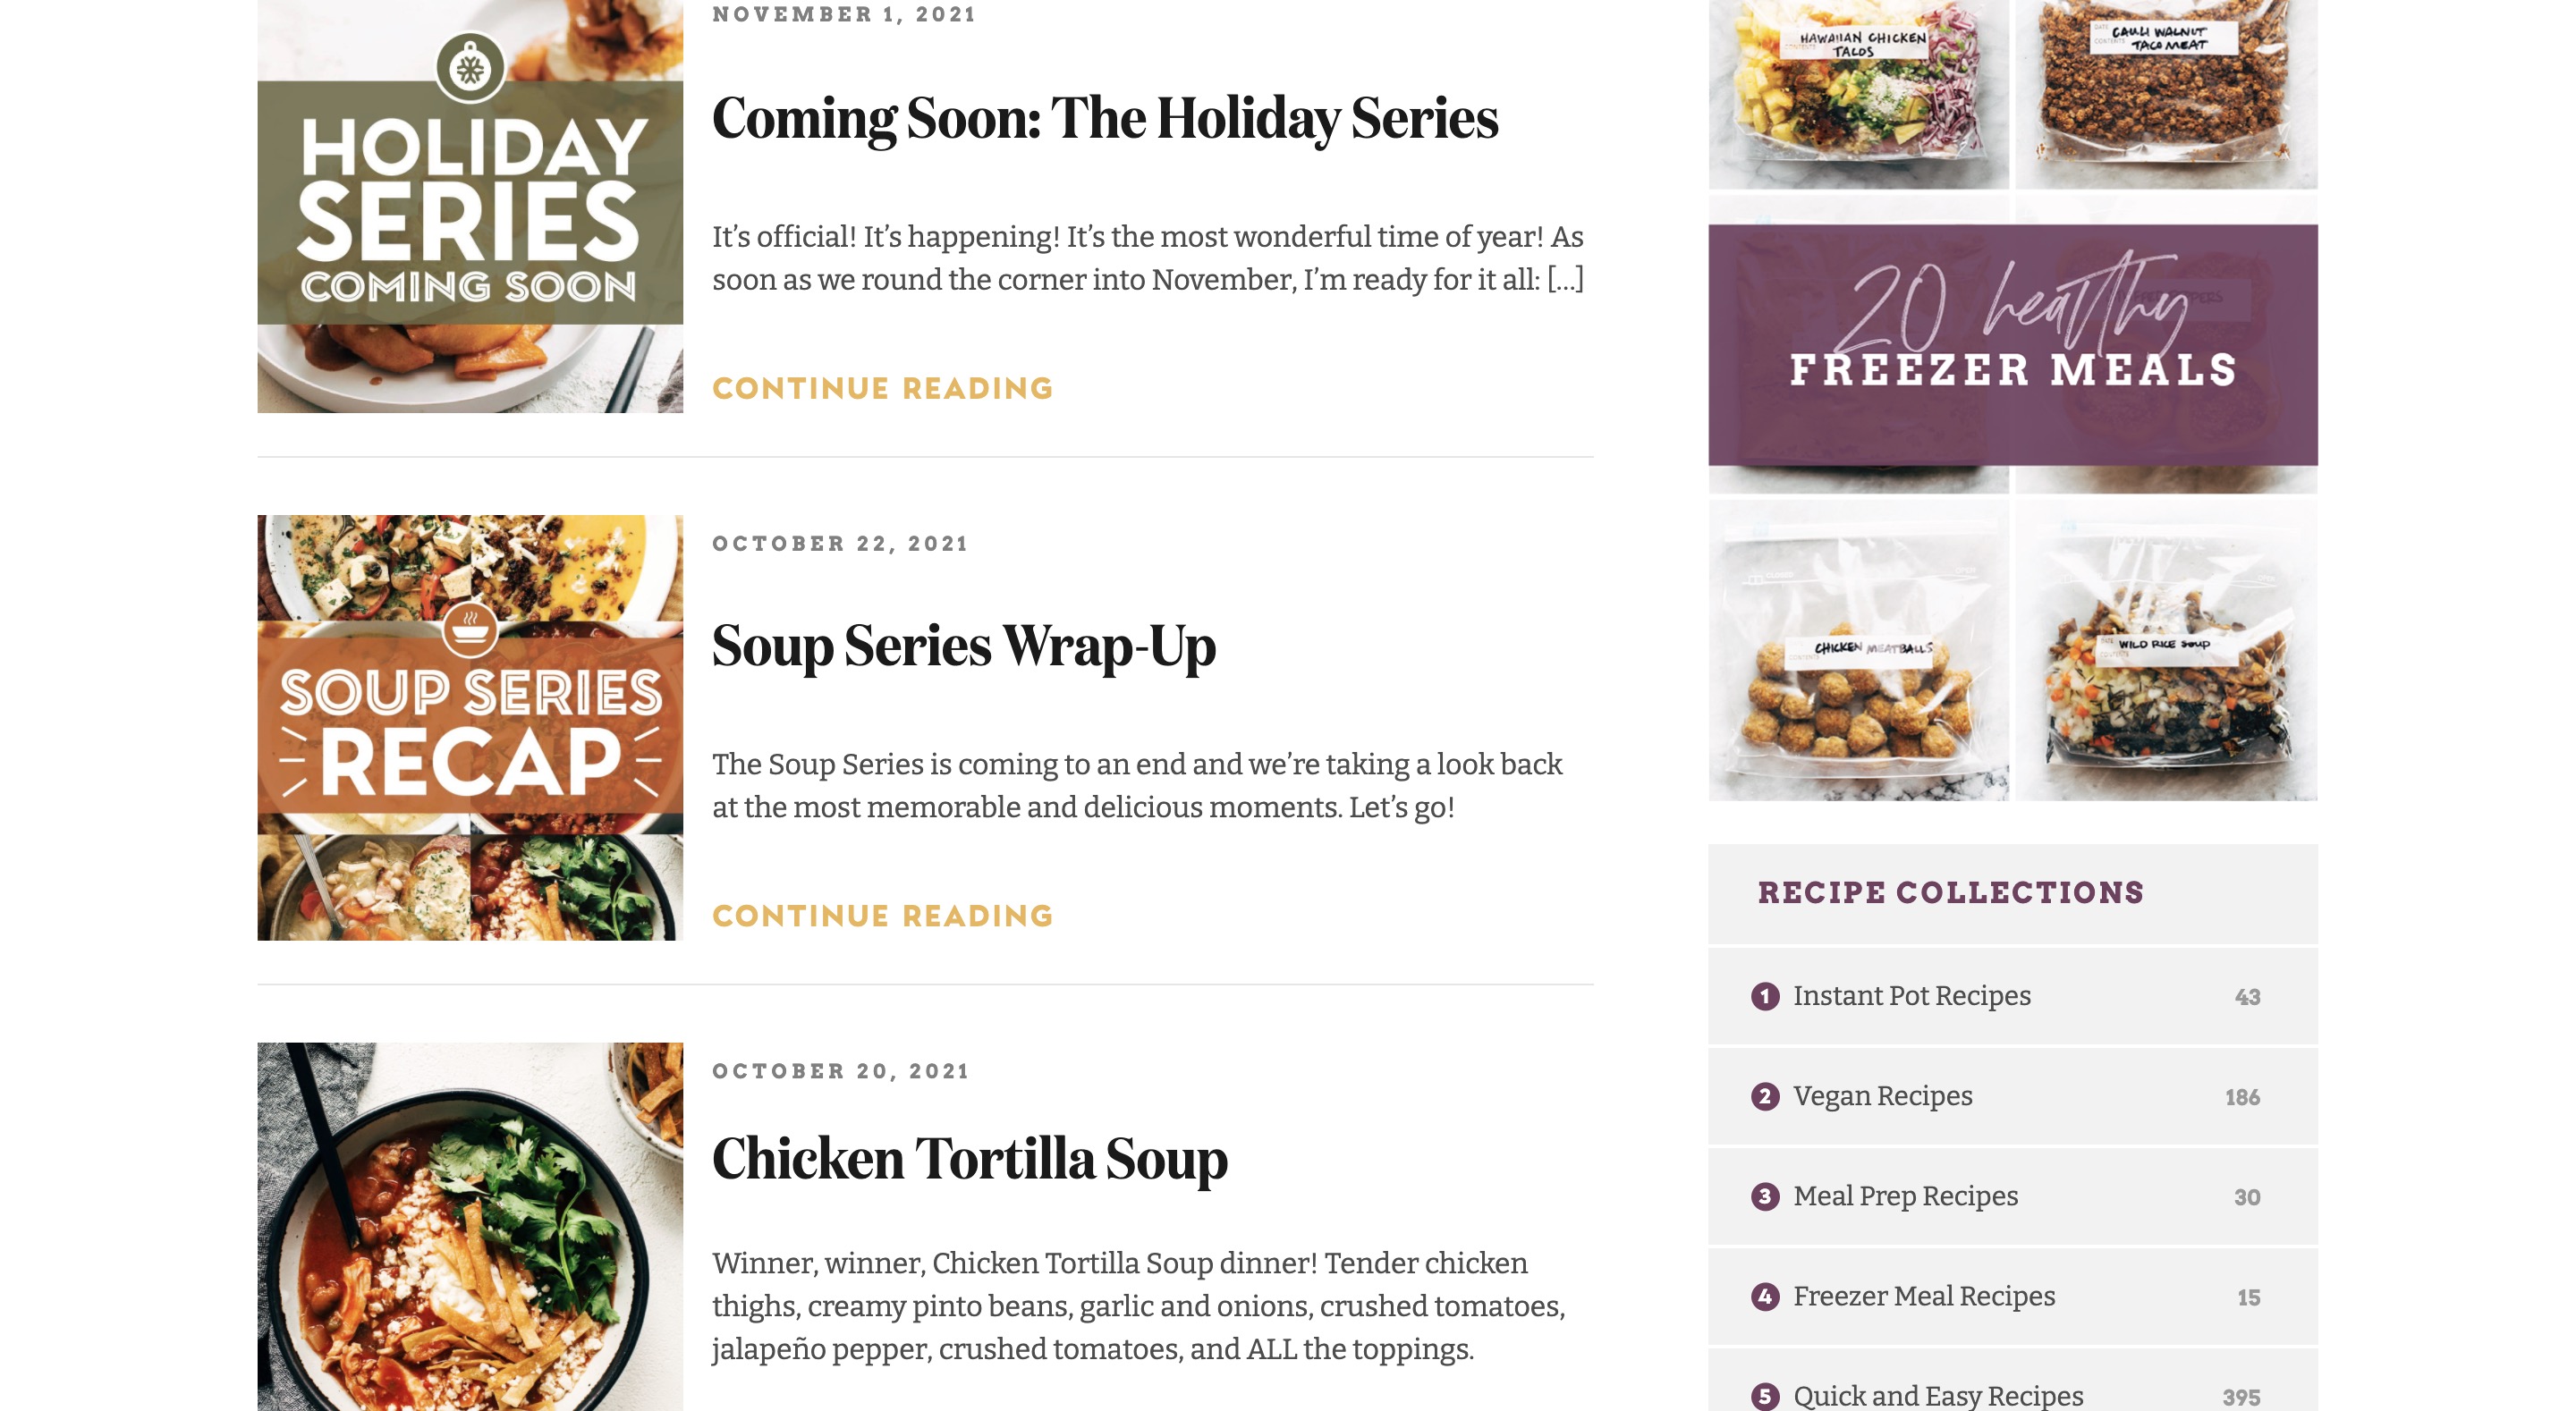 NOVEMBER 1, 2021
HOLIDAY
SERIES
COMING SOON
Coming Soon: The Holiday Series
It’s official! It’s happening! It’s the most wonderful time of year! As
soon as we round the corner into November, I’m ready for it all: [...]
CONTINUE READING
OCTOBER 22, 2021
SOUP SERIES
RECAP
Soup Series Wrap-Up
The Soup Series is coming to an end and we’re taking a look back
at the most memorable and delicious moments. Let’s go!
CONTINUE READING
OCTOBER 20, 2021
Chicken Tortilla Soup
Winner, winner, Chicken Tortilla Soup dinner! Tender chicken
thighs, creamy pinto beans, garlic and onions, crushed tomatoes,
jalapeño pepper, crushed tomatoes, and ALL the toppings.
HAWAIIAN CHICKEN
TACOS
CAULI WALNUT
TACO MEAT
20 healthy
FREEZER MEALS
CHICKEN MEATBALLS
WILD RICE SOUP
RECIPE COLLECTIONS
1 Instant Pot Recipes 43
2 Vegan Recipes 186
3 Meal Prep Recipes 30
4 Freezer Meal Recipes 15
5 Quick and Easy Recipes 395